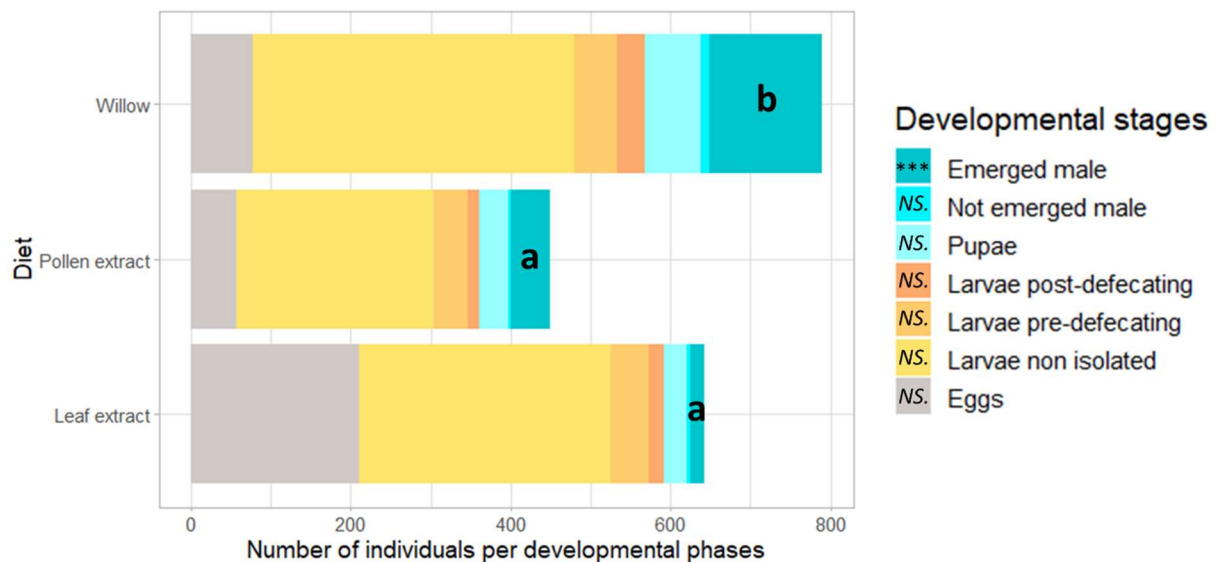 Diet
Willow
b
Pollen extract
a
Leaf extract
a
0 200 400 600 800
Number of individuals per developmental phases
Developmental stages
*** Emerged male
NS. Not emerged male
NS. Pupae
NS. Larvae post-defecating
NS. Larvae pre-defecating
NS. Larvae non isolated
NS. Eggs